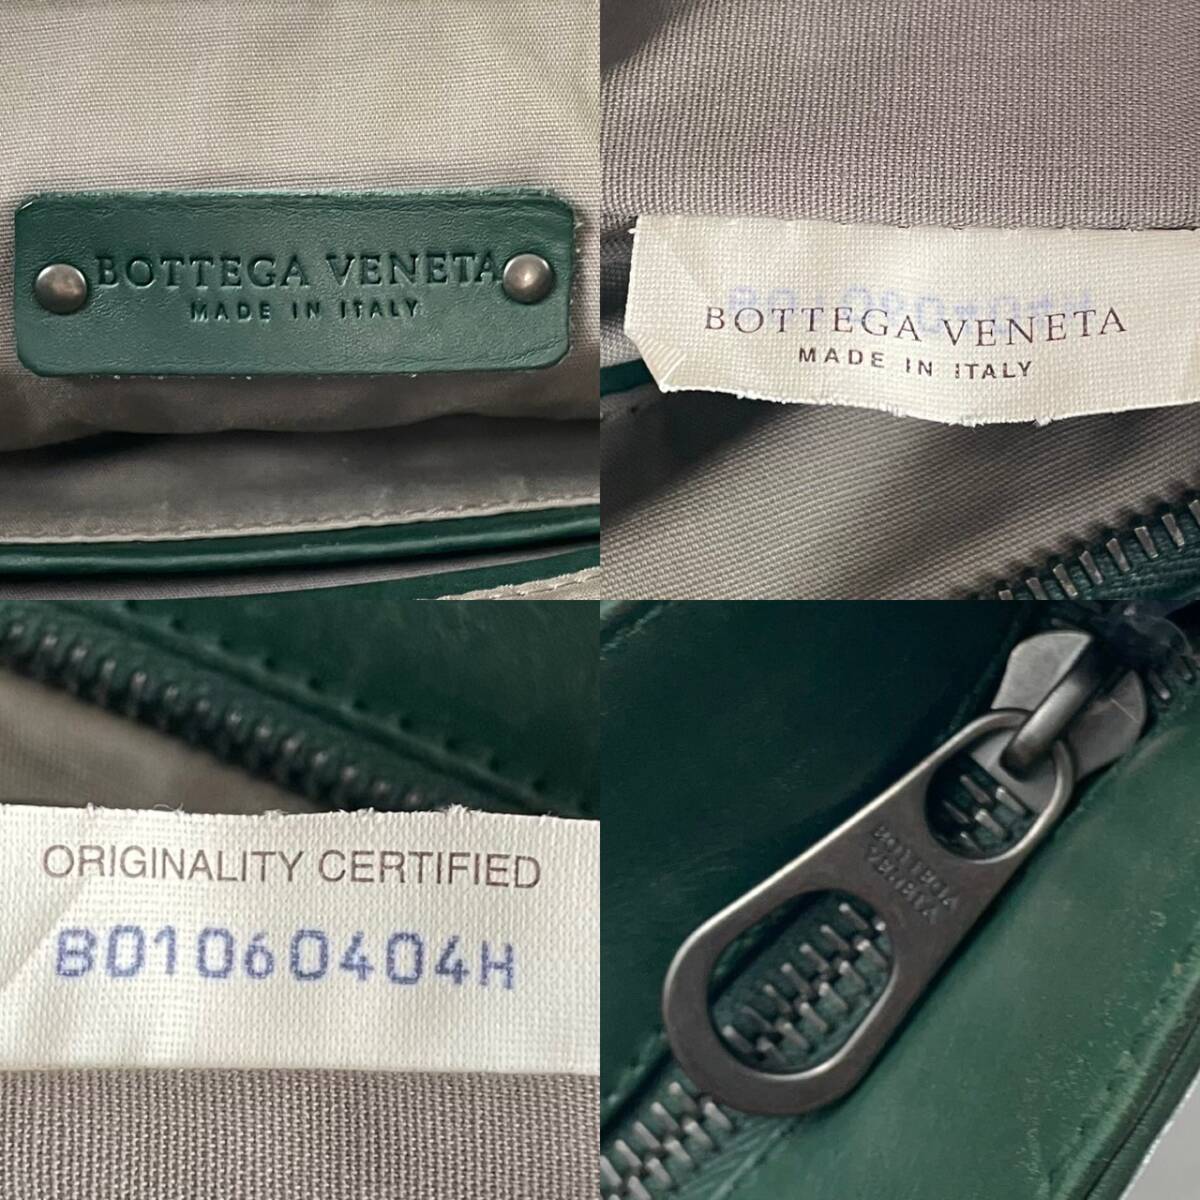 BOTTEGA VENETA
MADE IN ITALY
BOTTEGA VENETA
MADE IN ITALY
ORIGINALITY CERTIFIED
B01060404H
BOTTEGA
VENETA